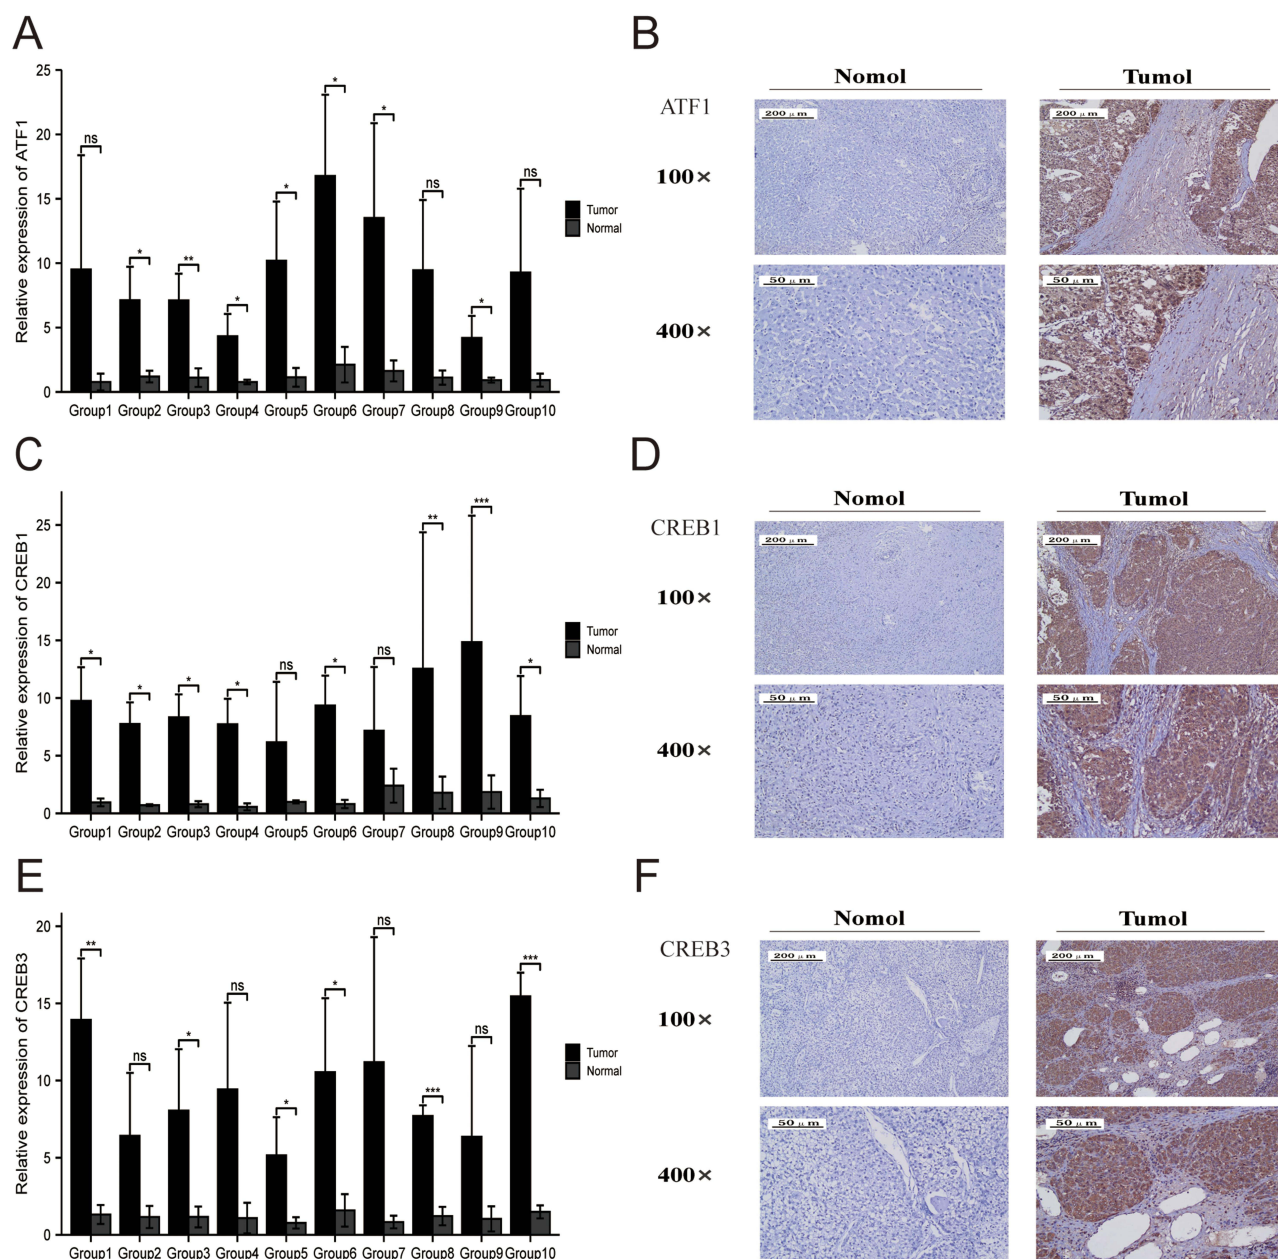 A
Relative expression of ATF1
25
20
15
10
5
0
ns
*
**
*
*
*
*
ns
*
ns
Tumor
Normal
Group1 Group2 Group3 Group4 Group5 Group6 Group7 Group8 Group9 Group10
B
Nomol Tumol
ATF1
100×
400×
200 μm
200 μm
50 μm
50 μm
C
Relative expression of CREB1
25
20
15
10
5
0
*
*
*
*
ns
*
ns
**
***
*
Tumor
Normal
Group1 Group2 Group3 Group4 Group5 Group6 Group7 Group8 Group9 Group10
D
Nomol Tumol
CREB1
100×
400×
200 μm
200 μm
50 μm
50 μm
E
Relative expression of CREB3
20
15
10
5
0
**
ns
*
ns
*
*
ns
***
ns
***
Tumor
Normal
Group1 Group2 Group3 Group4 Group5 Group6 Group7 Group8 Group9 Group10
F
Nomol Tumol
CREB3
100×
400×
200 μm
200 μm
50 μm
50 μm